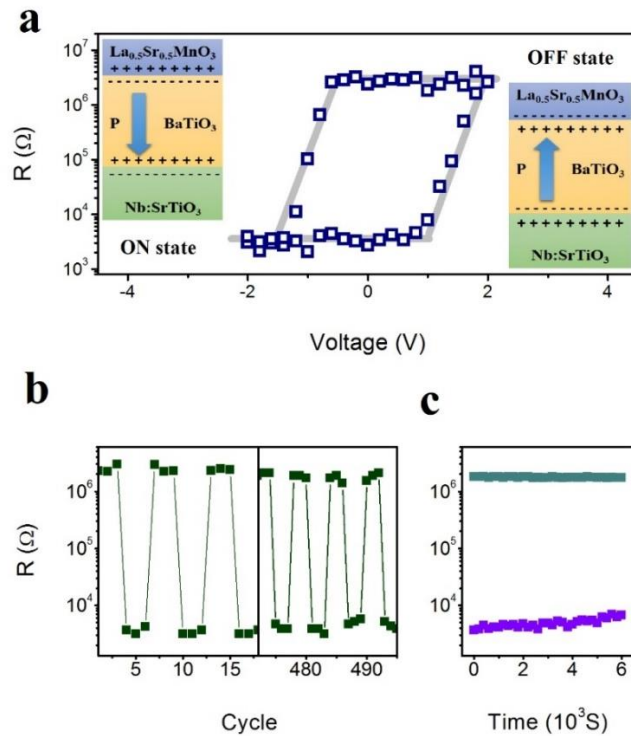 a
10⁷
10⁶
10⁵
10⁴
10³
R (Ω)
La₀.₅Sr₀.₅MnO₃
+ + + + + + + +
- - - - - - - - -
P
BaTiO₃
+ + + + + + + +
- - - - - - - - -
Nb:SrTiO₃
ON state
OFF state
La₀.₅Sr₀.₅MnO₃
- - - - - - - - -
+ + + + + + + +
P
BaTiO₃
- - - - - - - - -
+ + + + + + + +
Nb:SrTiO₃
-4 -2 0 2 4
Voltage (V)
b
10⁶
10⁵
10⁴
R (Ω)
5 10 15 480 490
Cycle
c
10⁶
10⁵
10⁴
0 2 4 6
Time (10³S)